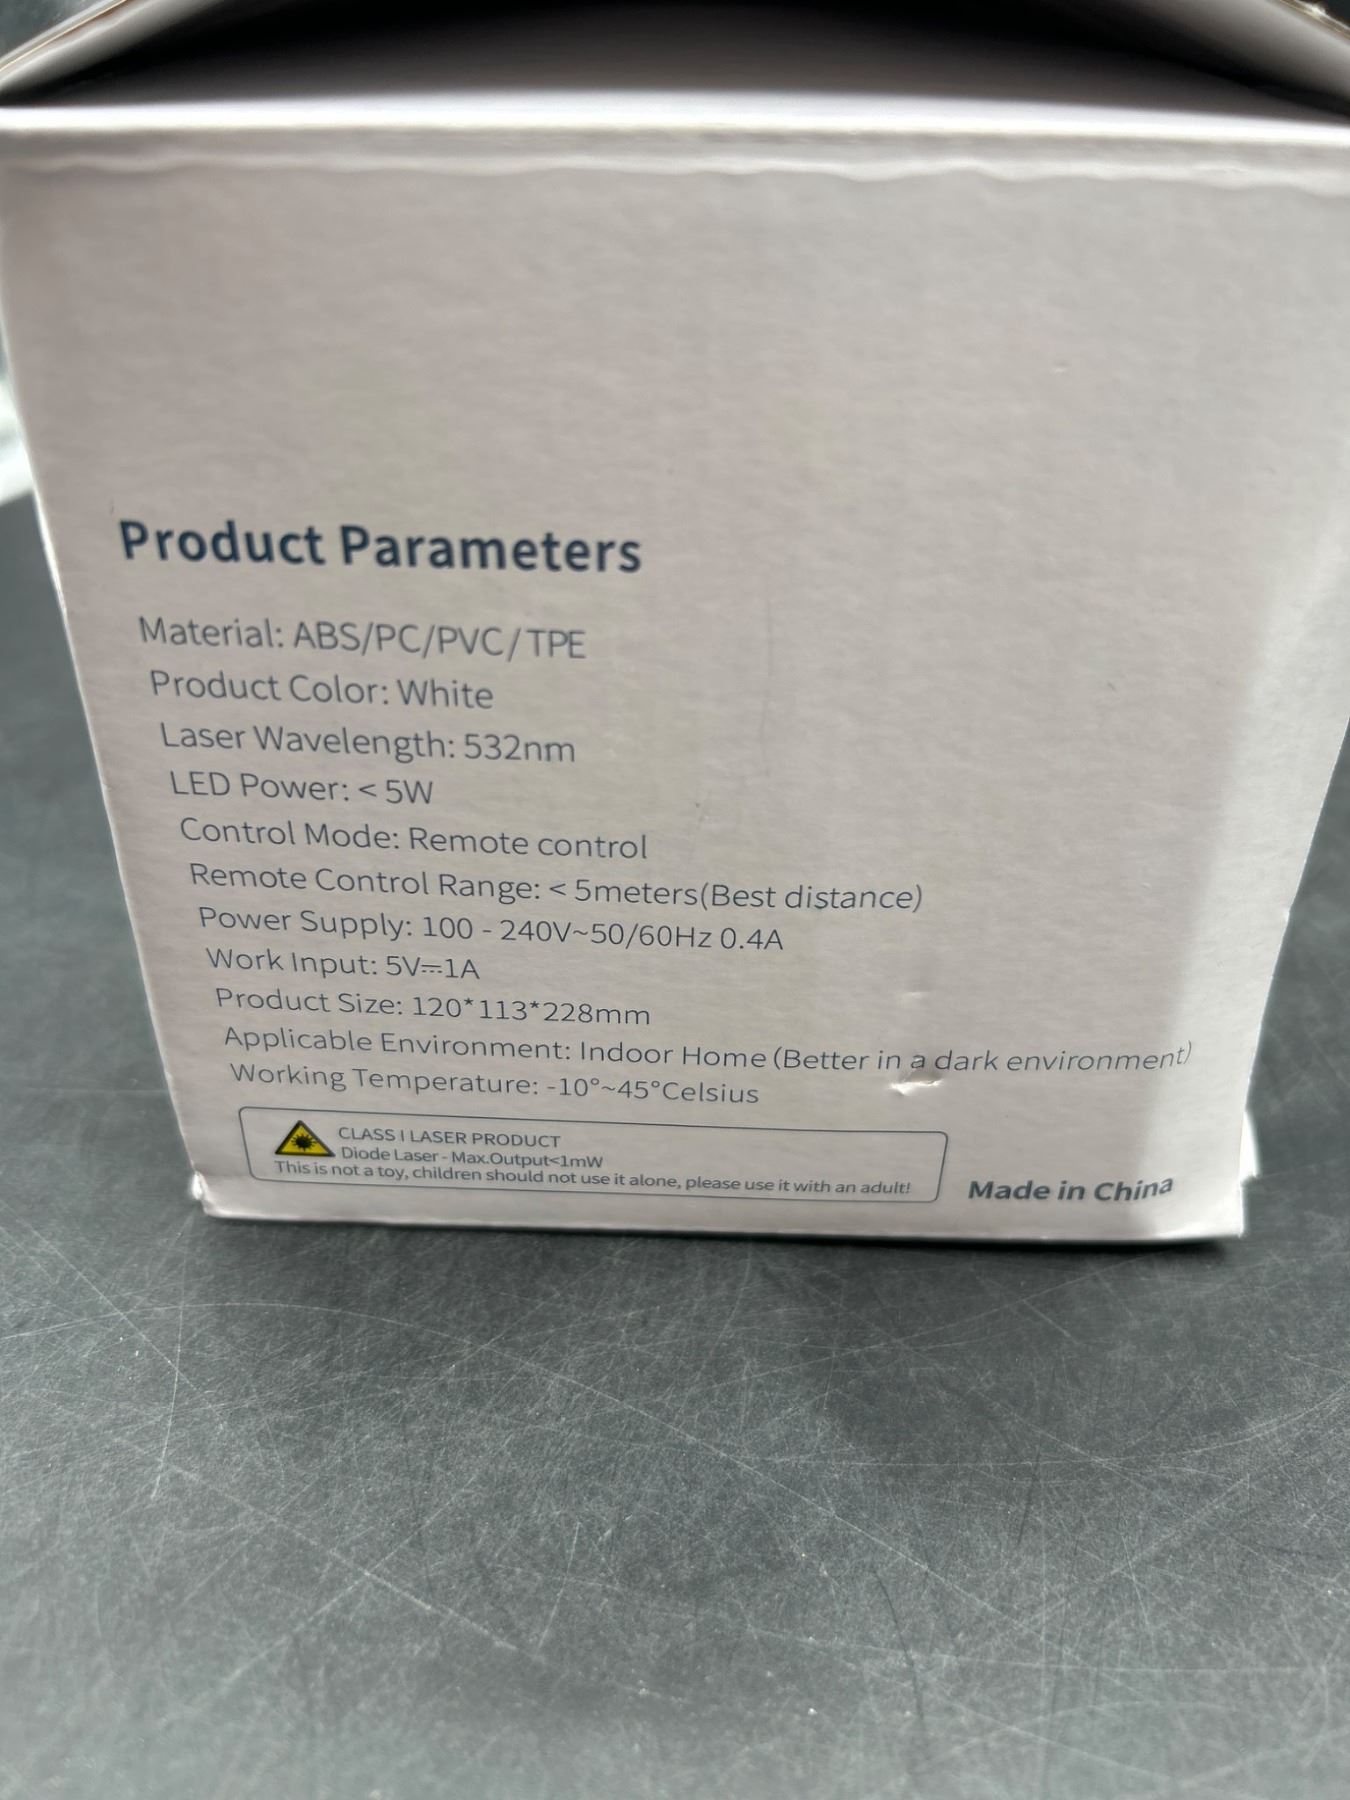 Product Parameters
Material: ABS/PC/PVC/TPE
Product Color: White
Laser Wavelength: 532nm
LED Power: < 5W
Control Mode: Remote control
Remote Control Range: < 5meters(Best distance)
Power Supply: 100 - 240V~50/60Hz 0.4A
Work Input: 5V⎓1A
Product Size: 120*113*228mm
Applicable Environment: Indoor Home (Better in a dark environment)
Working Temperature: -10°~45°Celsius
CLASS I LASER PRODUCT
Diode Laser - Max.Output<1mW
This is not a toy, children should not use it alone, please use it with an adult!
Made in China